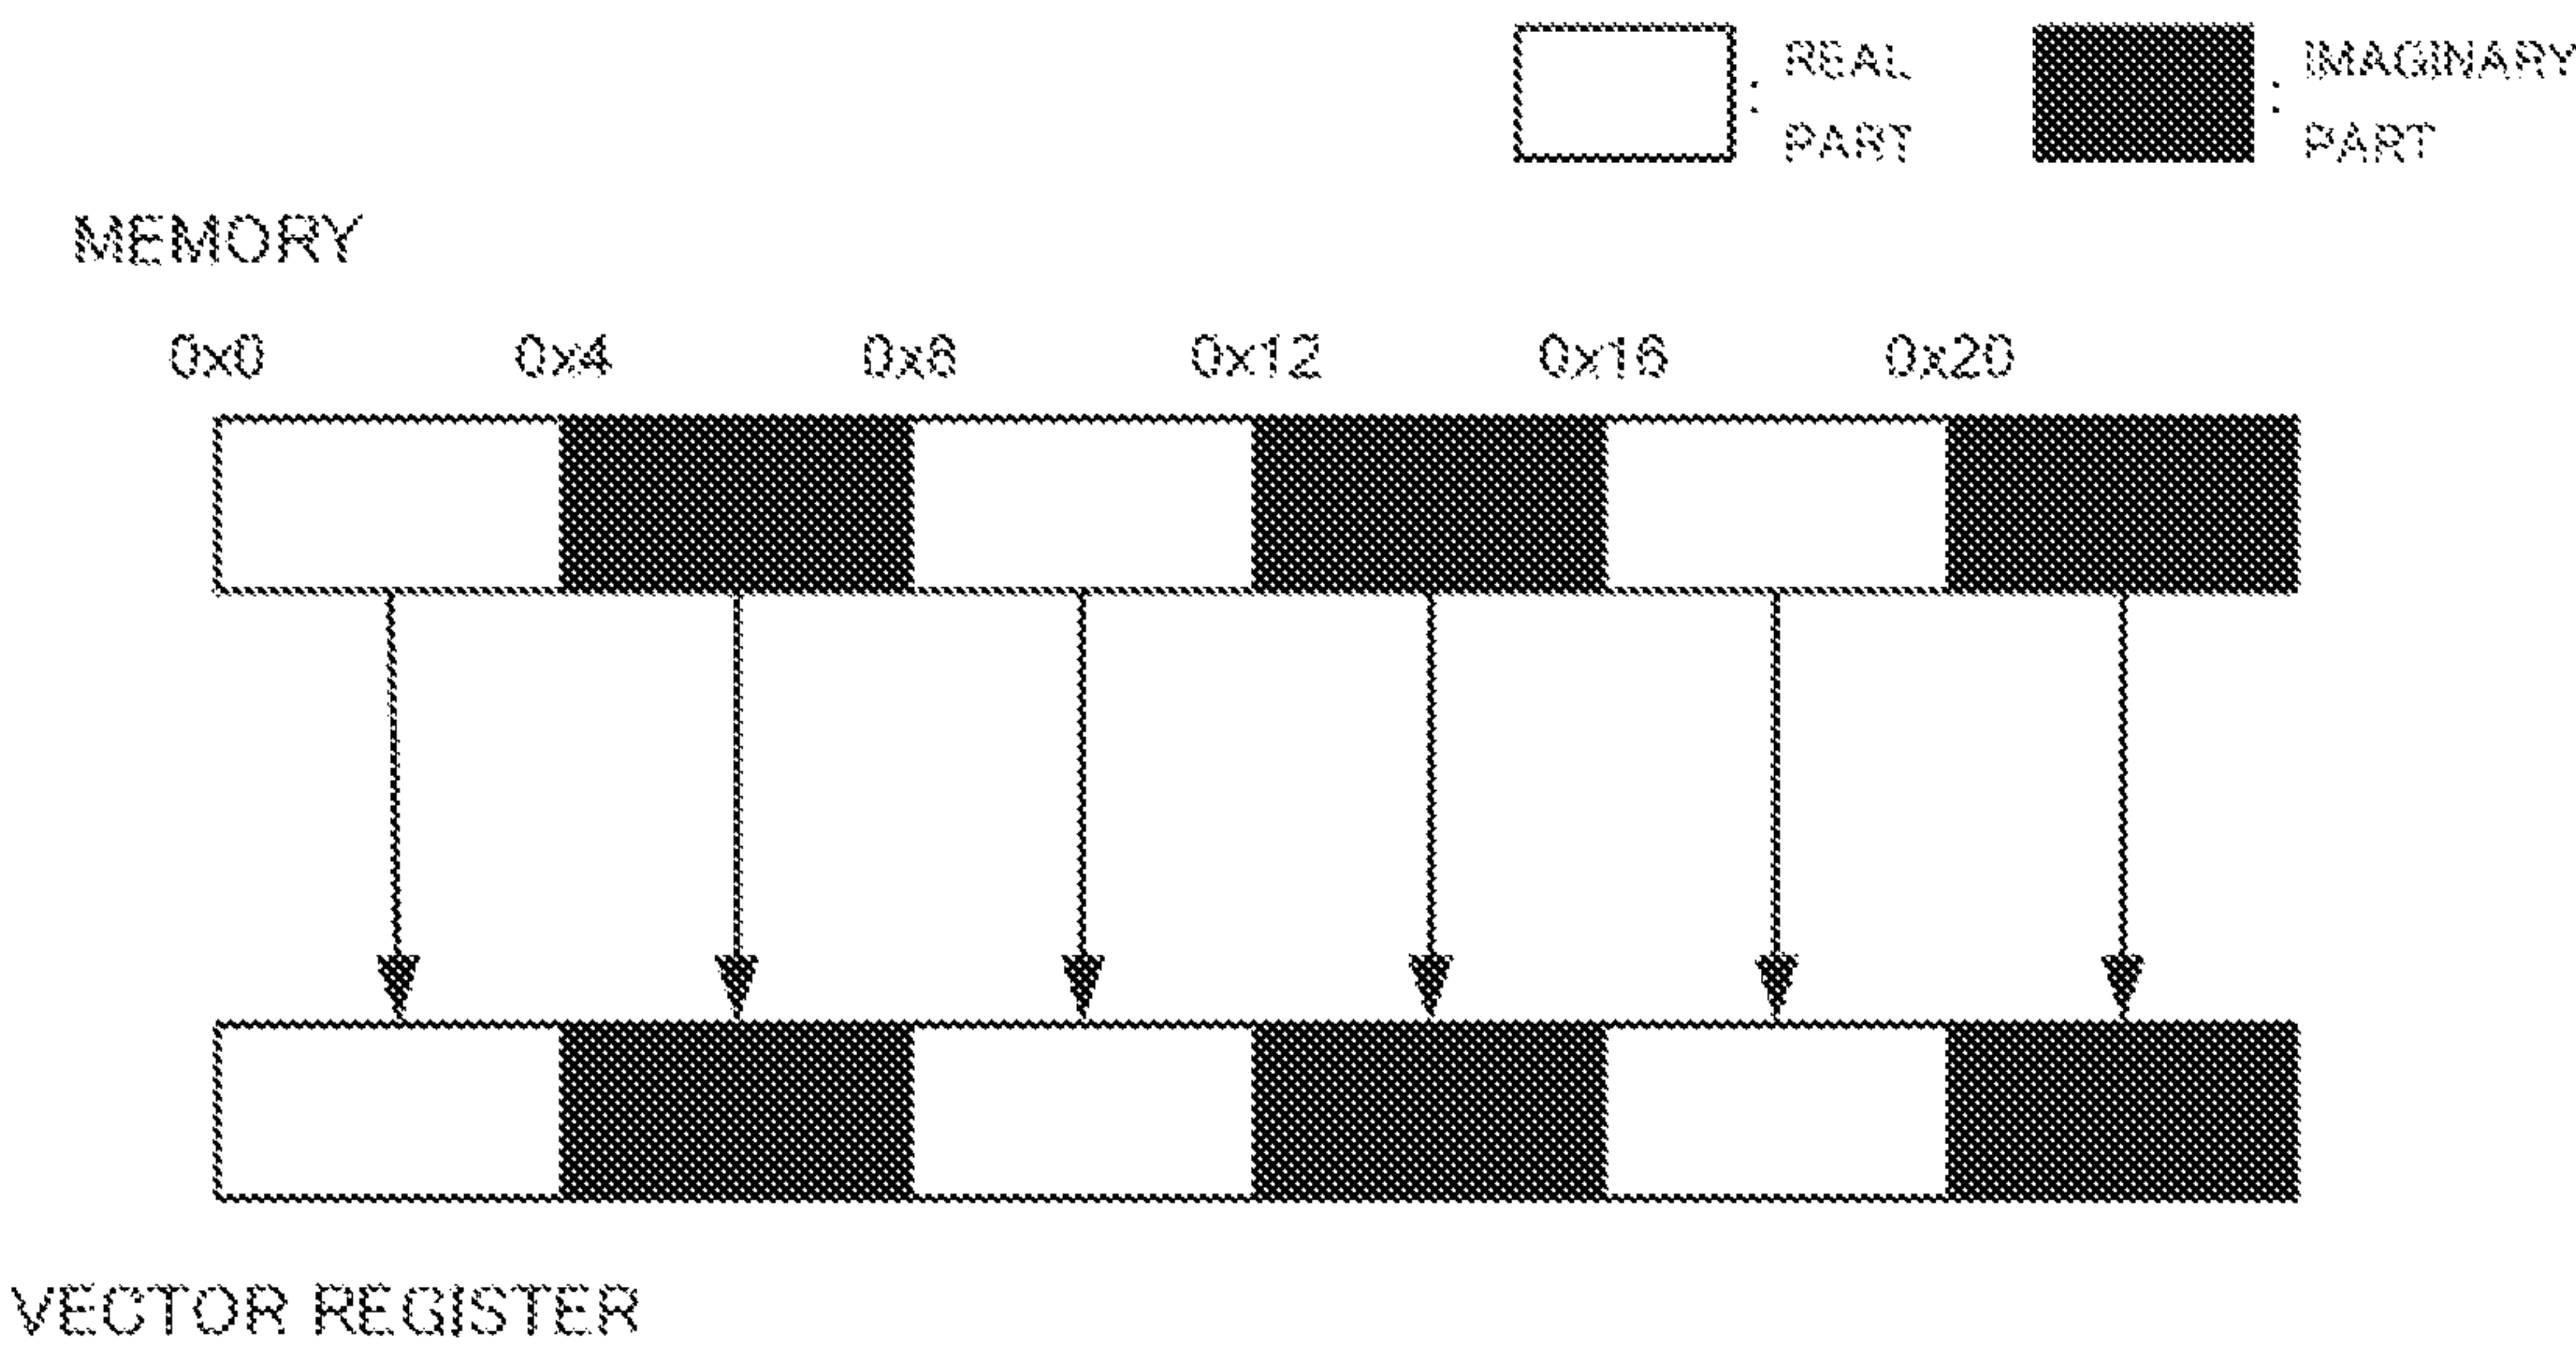 : REAL PART
: IMAGINARY PART
MEMORY
0x0 0x4 0x8 0x12 0x16 0x20
VECTOR REGISTER